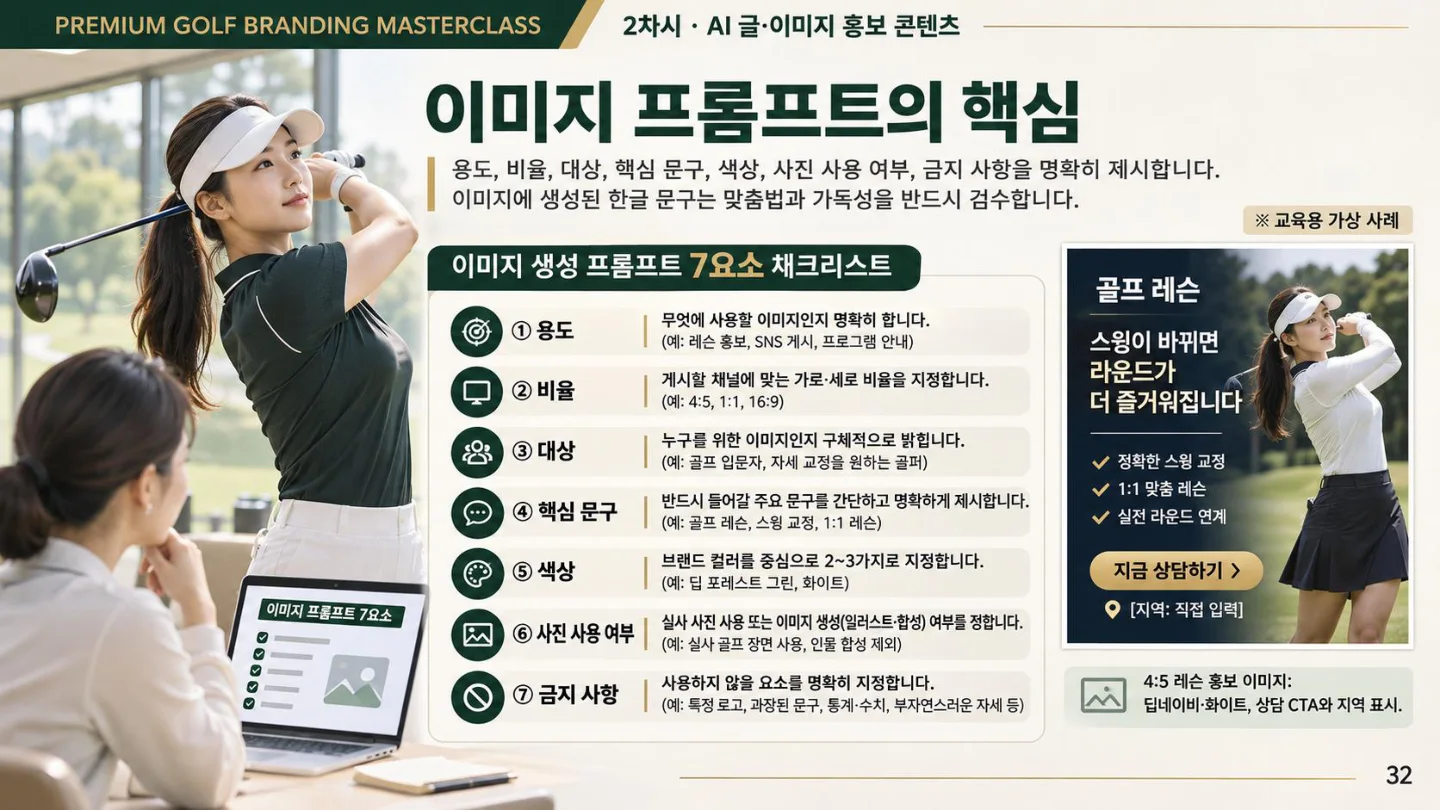 PREMIUM GOLF BRANDING MASTERCLASS
2차시 · AI 글·이미지 홍보 콘텐츠
이미지 프롬프트의 핵심
용도, 비율, 대상, 핵심 문구, 색상, 사진 사용 여부, 금지 사항을 명확히 제시합니다.
이미지에 생성된 한글 문구는 맞춤법과 가독성을 반드시 검수합니다.
※ 교육용 가상 사례
이미지 생성 프롬프트 7요소 채크리스트
① 용도
무엇에 사용할 이미지인지 명확히 합니다.
(예: 레슨 홍보, SNS 게시, 프로그램 안내)
② 비율
게시할 채널에 맞는 가로·세로 비율을 지정합니다.
(예: 4:5, 1:1, 16:9)
③ 대상
누구를 위한 이미지인지 구체적으로 밝힙니다.
(예: 골프 입문자, 자세 교정을 원하는 골퍼)
④ 핵심 문구
반드시 들어갈 주요 문구를 간단하고 명확하게 제시합니다.
(예: 골프 레슨, 스윙 교정, 1:1 레슨)
⑤ 색상
브랜드 컬러를 중심으로 2~3가지로 지정합니다.
(예: 딥 포레스트 그린, 화이트)
⑥ 사진 사용 여부
실사 사진 사용 또는 이미지 생성(일러스트·합성) 여부를 정합니다.
(예: 실사 골프 장면 사용, 인물 합성 제외)
⑦ 금지 사항
사용하지 않을 요소를 명확히 지정합니다.
(예: 특정 로고, 과장된 문구, 통계·수치, 부자연스러운 자세 등)
골프 레슨
스윙이 바뀌면
라운드가
더 즐거워집니다
정확한 스윙 교정
1:1 맞춤 레슨
실전 라운드 연계
지금 상담하기
[지역: 직접 입력]
4:5 레슨 홍보 이미지:
딥네이비·화이트, 상담 CTA와 지역 표시.
이미지 프롬프트 7요소
32